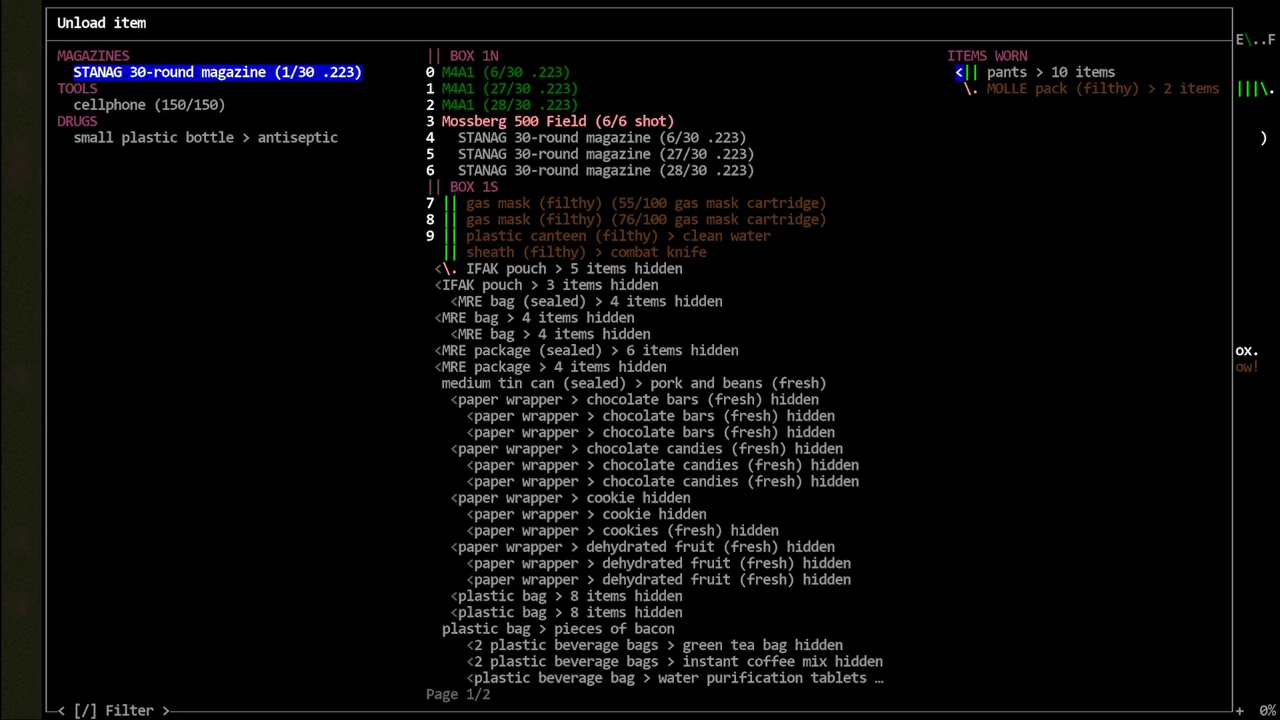 Unload item
MAGAZINES
STANAG 30-round magazine (1/30 .223)
TOOLS
cellphone (150/150)
DRUGS
small plastic bottle > antiseptic
|| BOX 1N
0 M4A1 (6/30 .223)
1 M4A1 (27/30 .223)
2 M4A1 (28/30 .223)
3 Mossberg 500 Field (6/6 shot)
4 STANAG 30-round magazine (6/30 .223)
5 STANAG 30-round magazine (27/30 .223)
6 STANAG 30-round magazine (28/30 .223)
|| BOX 1S
7 || gas mask (filthy) (55/100 gas mask cartridge)
8 || gas mask (filthy) (76/100 gas mask cartridge)
9 || plastic canteen (filthy) > clean water
|| sheath (filthy) > combat knife
<\. IFAK pouch > 5 items hidden
<IFAK pouch > 3 items hidden
<MRE bag (sealed) > 4 items hidden
<MRE bag > 4 items hidden
<MRE bag > 4 items hidden
<MRE package (sealed) > 6 items hidden
<MRE package > 4 items hidden
medium tin can (sealed) > pork and beans (fresh)
<paper wrapper > chocolate bars (fresh) hidden
<paper wrapper > chocolate bars (fresh) hidden
<paper wrapper > chocolate bars (fresh) hidden
<paper wrapper > chocolate candies (fresh) hidden
<paper wrapper > chocolate candies (fresh) hidden
<paper wrapper > chocolate candies (fresh) hidden
<paper wrapper > cookie hidden
<paper wrapper > cookie hidden
<paper wrapper > cookies (fresh) hidden
<paper wrapper > dehydrated fruit (fresh) hidden
<paper wrapper > dehydrated fruit (fresh) hidden
<paper wrapper > dehydrated fruit (fresh) hidden
<plastic bag > 8 items hidden
<plastic bag > 8 items hidden
plastic bag > pieces of bacon
<2 plastic beverage bags > green tea bag hidden
<2 plastic beverage bags > instant coffee mix hidden
<plastic beverage bag > water purification tablets …
Page 1/2
ITEMS WORN
<|| pants > 10 items
\. MOLLE pack (filthy) > 2 items
E\..F
|||\.
)
ox.
ow!
< [/] Filter >
+ 0%